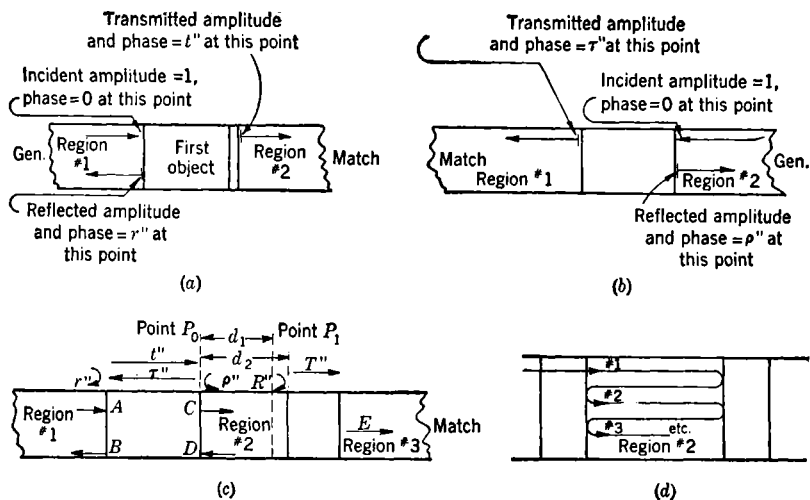 Transmitted amplitude
and phase=t" at this point
Incident amplitude =1,
phase=0 at this point
Gen.
Region
#1
First
object
Region
#2
Match
Reflected amplitude
and phase=r" at
this point
(a)
Transmitted amplitude
and phase=τ" at this point
Incident amplitude =1,
phase=0 at this point
Match
Region #1
Region #2
Gen.
Reflected amplitude
and phase=ρ" at
this point
(b)
Point P0 d1 Point P1
t" d2 T"
r" τ" ρ" R"
Region
#1
A
B
C
D
Region
#2
E
Region #3
Match
(c)
#1
#2
#3 etc.
Region #2
(d)